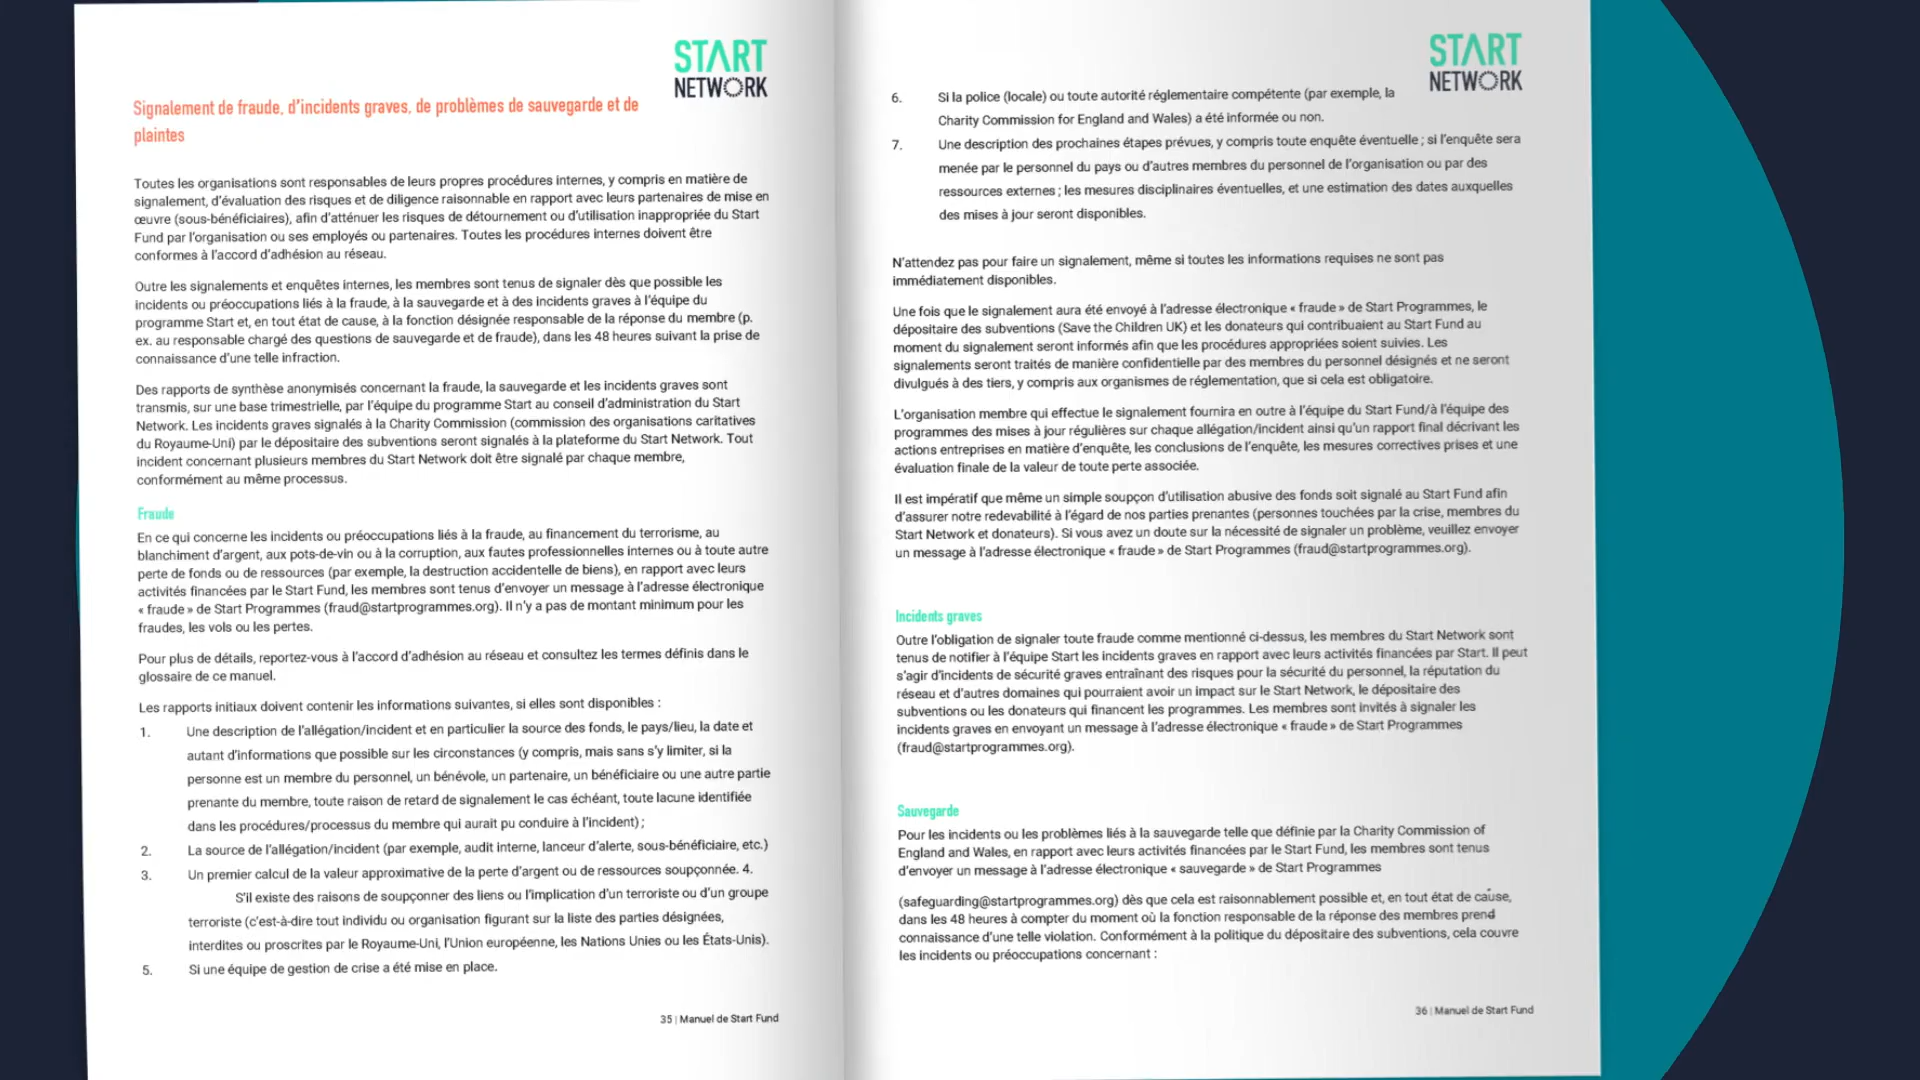 START
NETWORK
Signalement de fraude, d'incidents graves, de problèmes de sauvegarde et de
plaintes
Toutes les organisations sont responsables de leurs propres procédures internes, y compris en matière de
signalement, d'évaluation des risques et de diligence raisonnable en rapport avec leurs partenaires de mise en
œuvre (sous-bénéficiaires), afin d'atténuer les risques de détournement ou d'utilisation inappropriée du Start
Fund par l'organisation ou ses employés ou partenaires. Toutes les procédures internes doivent être
conformes à l'accord d'adhésion au réseau.
Outre les signalements et enquêtes internes, les membres sont tenus de signaler dès que possible les
incidents ou préoccupations liés à la fraude, à la sauvegarde et à des incidents graves à l'équipe du
programme Start et, en tout état de cause, à la fonction désignée responsable de la réponse du membre (p.
ex. au responsable chargé des questions de sauvegarde et de fraude), dans les 48 heures suivant la prise de
connaissance d'une telle infraction.
Des rapports de synthèse anonymisés concernant la fraude, la sauvegarde et les incidents graves sont
transmis, sur une base trimestrielle, par l'équipe du programme Start au conseil d'administration du Start
Network. Les incidents graves signalés à la Charity Commission (commission des organisations caritatives
du Royaume-Uni) par le dépositaire des subventions seront signalés à la plateforme du Start Network. Tout
incident concernant plusieurs membres du Start Network doit être signalé par chaque membre,
conformément au même processus.
Fraude
En ce qui concerne les incidents ou préoccupations liés à la fraude, au financement du terrorisme, au
blanchiment d'argent, aux pots-de-vin ou à la corruption, aux fautes professionnelles internes ou à toute autre
perte de fonds ou de ressources (par exemple, la destruction accidentelle de biens), en rapport avec leurs
activités financées par le Start Fund, les membres sont tenus d'envoyer un message à l'adresse électronique
« fraude » de Start Programmes (fraud@startprogrammes.org). Il n'y a pas de montant minimum pour les
fraudes, les vols ou les pertes.
Pour plus de détails, reportez-vous à l'accord d'adhésion au réseau et consultez les termes définis dans le
glossaire de ce manuel.
Les rapports initiaux doivent contenir les informations suivantes, si elles sont disponibles :
1. Une description de l'allégation/incident et en particulier la source des fonds, le pays/lieu, la date et
autant d'informations que possible sur les circonstances (y compris, mais sans s'y limiter, si la
personne est un membre du personnel, un bénévole, un partenaire, un bénéficiaire ou une autre partie
prenante du membre, toute raison de retard de signalement le cas échéant, toute lacune identifiée
dans les procédures/processus du membre qui aurait pu conduire à l'incident) ;
2. La source de l'allégation/incident (par exemple, audit interne, lanceur d'alerte, sous-bénéficiaire, etc.)
3. Un premier calcul de la valeur approximative de la perte d'argent ou de ressources soupçonnée. 4.
S'il existe des raisons de soupçonner des liens ou l'implication d'un terroriste ou d'un groupe
terroriste (c'est-à-dire tout individu ou organisation figurant sur la liste des parties désignées,
interdites ou proscrites par le Royaume-Uni, l'Union européenne, les Nations Unies ou les États-Unis).
5. Si une équipe de gestion de crise a été mise en place.
35 | Manuel de Start Fund
START
NETWORK
6. Si la police (locale) ou toute autorité réglementaire compétente (par exemple, la
Charity Commission for England and Wales) a été informée ou non.
7. Une description des prochaines étapes prévues, y compris toute enquête éventuelle ; si l'enquête sera
menée par le personnel du pays ou d'autres membres du personnel de l'organisation ou par des
ressources externes ; les mesures disciplinaires éventuelles, et une estimation des dates auxquelles
des mises à jour seront disponibles.
N'attendez pas pour faire un signalement, même si toutes les informations requises ne sont pas
immédiatement disponibles.
Une fois que le signalement aura été envoyé à l'adresse électronique « fraude » de Start Programmes, le
dépositaire des subventions (Save the Children UK) et les donateurs qui contribuaient au Start Fund au
moment du signalement seront informés afin que les procédures appropriées soient suivies. Les
signalements seront traités de manière confidentielle par des membres du personnel désignés et ne seront
divulgués à des tiers, y compris aux organismes de réglementation, que si cela est obligatoire.
L'organisation membre qui effectue le signalement fournira en outre à l'équipe du Start Fund/à l'équipe des
programmes des mises à jour régulières sur chaque allégation/incident ainsi qu'un rapport final décrivant les
actions entreprises en matière d'enquête, les conclusions de l'enquête, les mesures correctives prises et une
évaluation finale de la valeur de toute perte associée.
Il est impératif que même un simple soupçon d'utilisation abusive des fonds soit signalé au Start Fund afin
d'assurer notre redevabilité à l'égard de nos parties prenantes (personnes touchées par la crise, membres du
Start Network et donateurs). Si vous avez un doute sur la nécessité de signaler un problème, veuillez envoyer
un message à l'adresse électronique « fraude » de Start Programmes (fraud@startprogrammes.org).
Incidents graves
Outre l'obligation de signaler toute fraude comme mentionné ci-dessus, les membres du Start Network sont
tenus de notifier à l'équipe Start les incidents graves en rapport avec leurs activités financées par Start. Il peut
s'agir d'incidents de sécurité graves entraînant des risques pour la sécurité du personnel, la réputation du
réseau et d'autres domaines qui pourraient avoir un impact sur le Start Network, le dépositaire des
subventions ou les donateurs qui financent les programmes. Les membres sont invités à signaler les
incidents graves en envoyant un message à l'adresse électronique « fraude » de Start Programmes
(fraud@startprogrammes.org).
Sauvegarde
Pour les incidents ou les problèmes liés à la sauvegarde telle que définie par la Charity Commission of
England and Wales, en rapport avec leurs activités financées par le Start Fund, les membres sont tenus
d'envoyer un message à l'adresse électronique « sauvegarde » de Start Programmes
(safeguarding@startprogrammes.org) dès que cela est raisonnablement possible et, en tout état de cause,
dans les 48 heures à compter du moment où la fonction responsable de la réponse des membres prend
connaissance d'une telle violation. Conformément à la politique du dépositaire des subventions, cela couvre
les incidents ou préoccupations concernant :
36 | Manuel de Start Fund